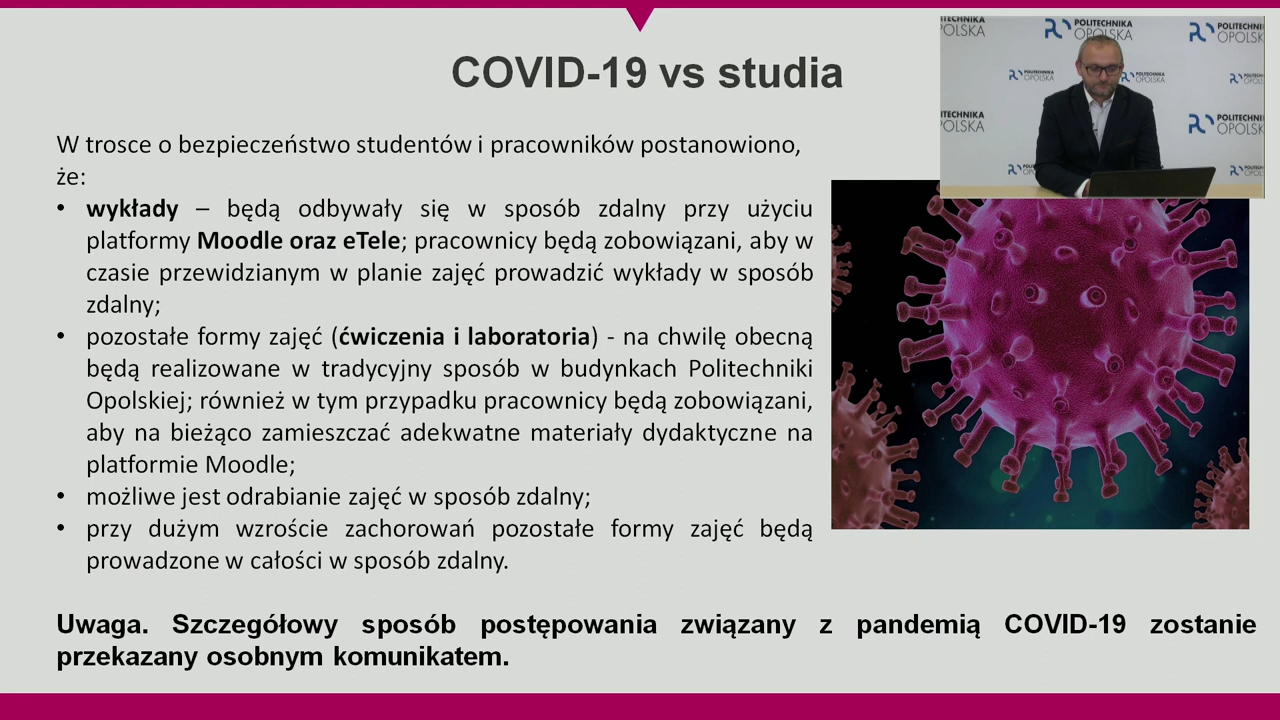 COVID-19 vs studia
W trosce o bezpieczeństwo studentów i pracowników postanowiono,
że:
• wykłady – będą odbywały się w sposób zdalny przy użyciu
platformy Moodle oraz eTele; pracownicy będą zobowiązani, aby w
czasie przewidzianym w planie zajęć prowadzić wykłady w sposób
zdalny;
• pozostałe formy zajęć (ćwiczenia i laboratoria) - na chwilę obecną
będą realizowane w tradycyjny sposób w budynkach Politechniki
Opolskiej; również w tym przypadku pracownicy będą zobowiązani,
aby na bieżąco zamieszczać adekwatne materiały dydaktyczne na
platformie Moodle;
• możliwe jest odrabianie zajęć w sposób zdalny;
• przy dużym wzroście zachorowań pozostałe formy zajęć będą
prowadzone w całości w sposób zdalny.
Uwaga. Szczegółowy sposób postępowania związany z pandemią COVID-19 zostanie
przekazany osobnym komunikatem.
POLITECHNIKA
OPOLSKA